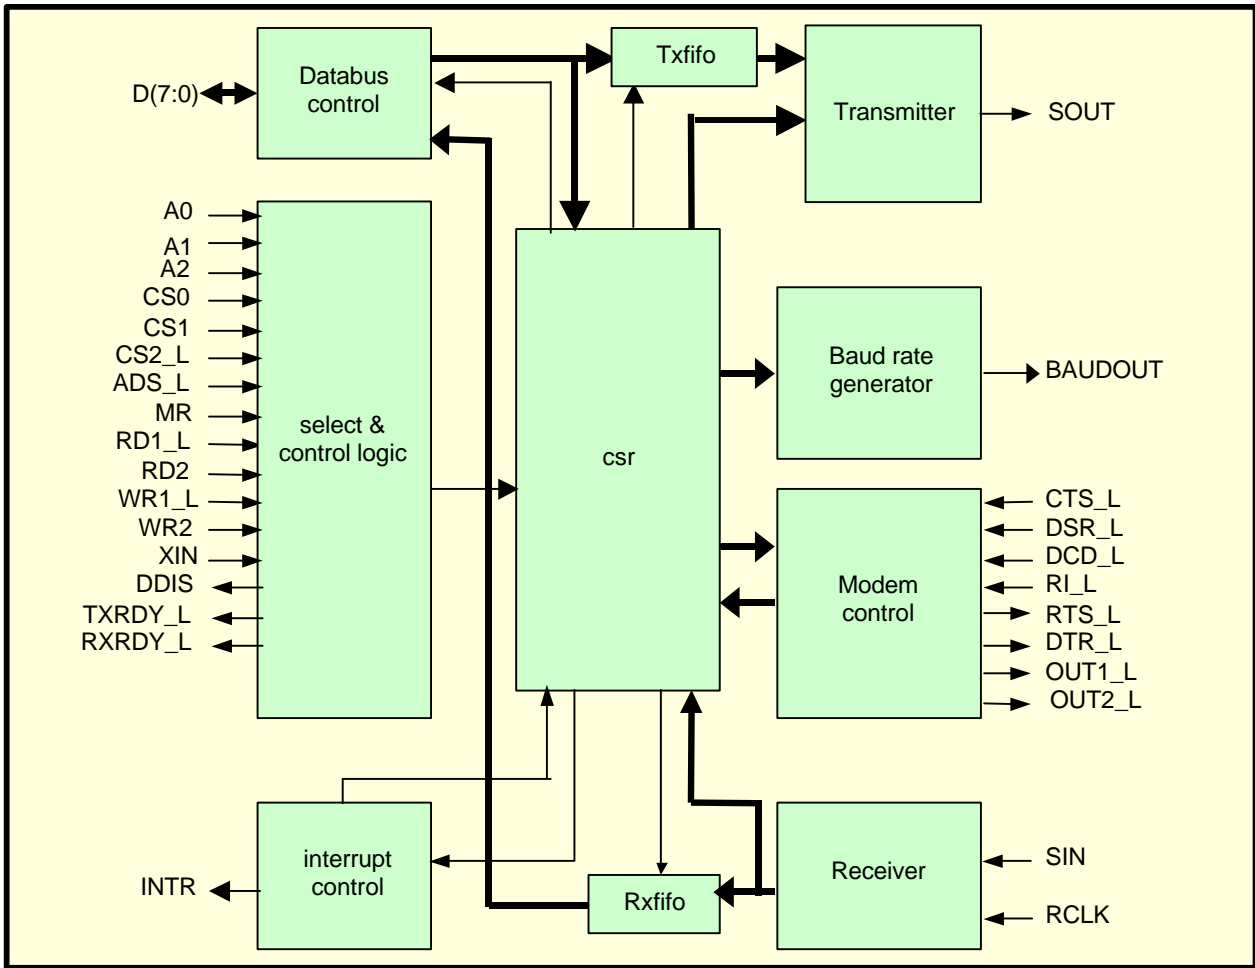 Databus
control
D(7:0)
Txfifo
Transmitter
SOUT
A0
A1
A2
CS0
CS1
CS2_L
ADS_L
MR
RD1_L
RD2
WR1_L
WR2
XIN
DDIS
TXRDY_L
RXRDY_L
select &
control logic
csr
Baud rate
generator
BAUDOUT
Modem
control
CTS_L
DSR_L
DCD_L
RI_L
RTS_L
DTR_L
OUT1_L
OUT2_L
interrupt
control
INTR
Rxfifo
Receiver
SIN
RCLK